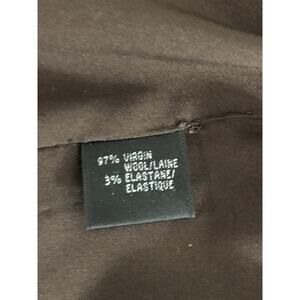 97% VIRGIN
WOOL/LAINE
3% ELASTANE/
ELASTIQUE